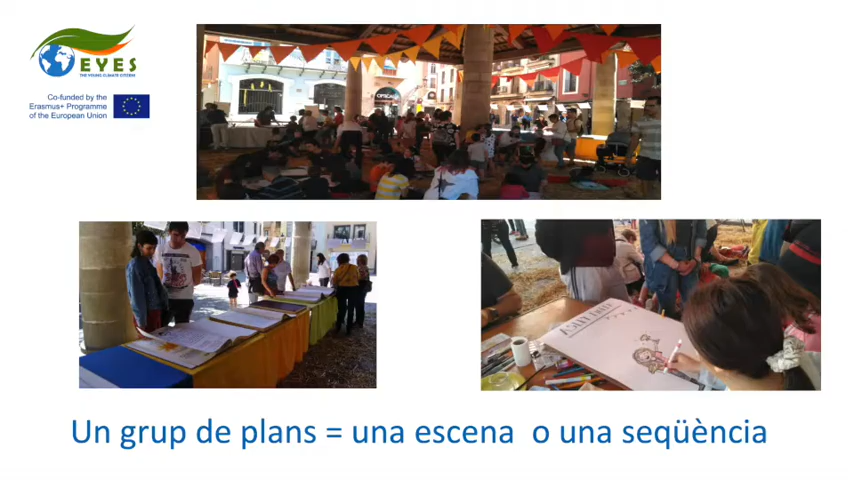 EYES
THE YOUNG CLIMATE CITIZENS
Co-funded by the
Erasmus+ Programme
of the European Union
Un grup de plans = una escena o una seqüència